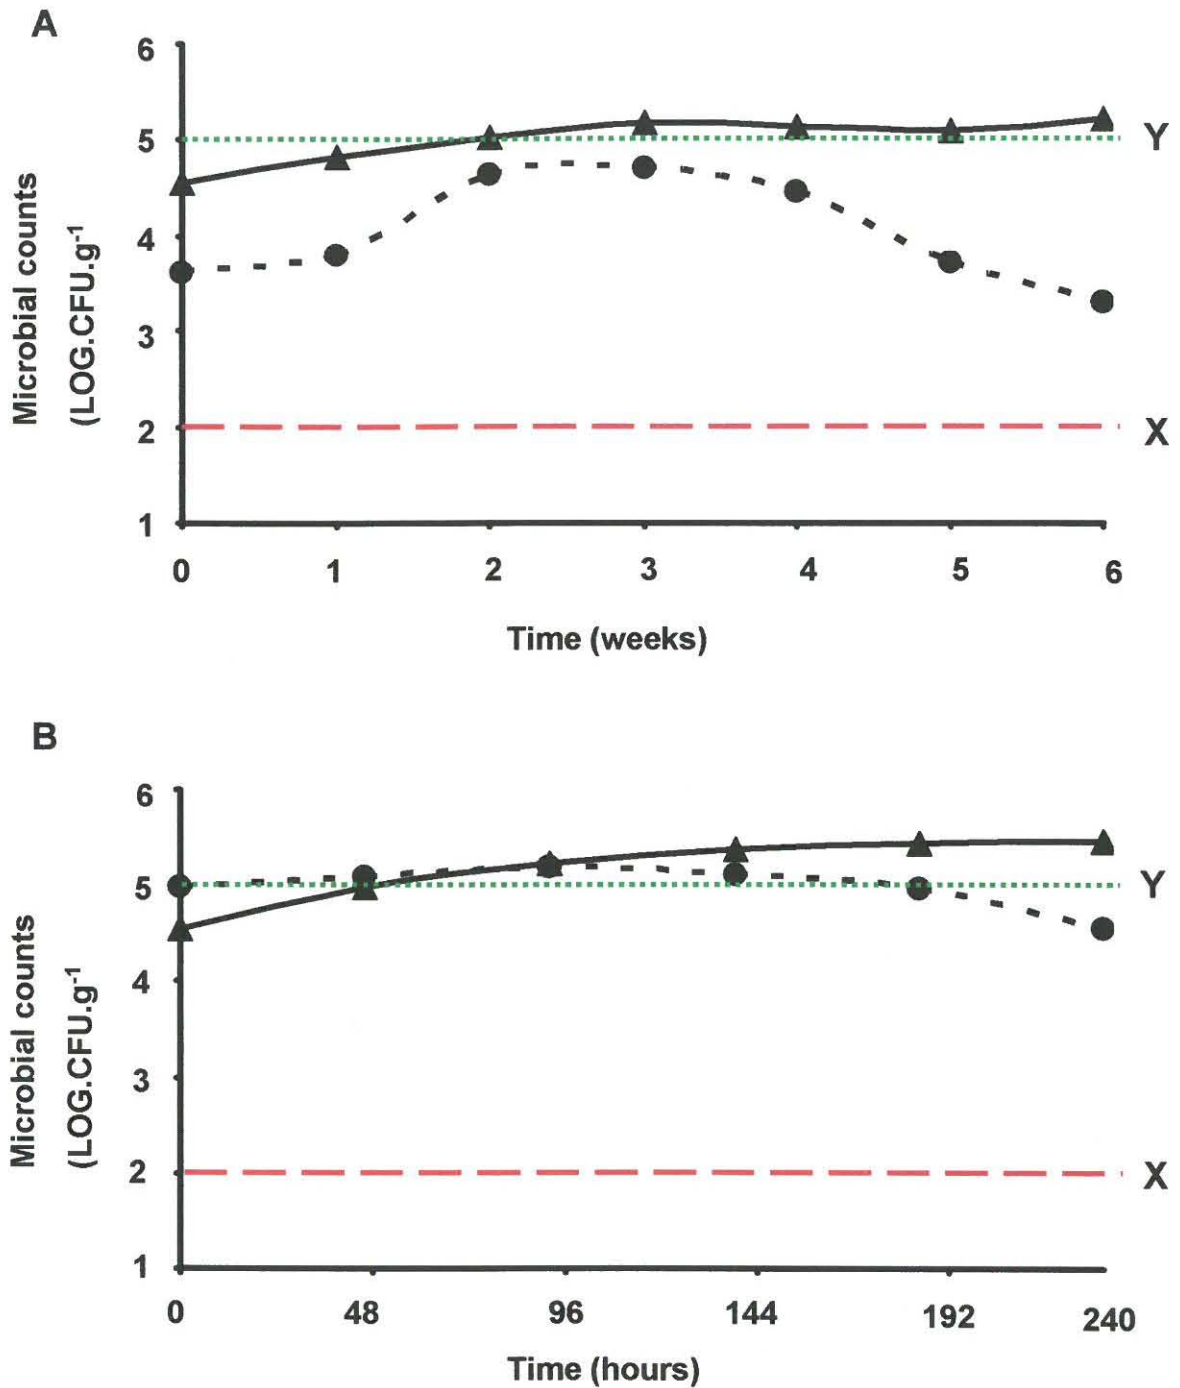 A
6
5
4
3
2
1
Y
X
Microbial counts
(LOG.CFU.g⁻¹)
0 1 2 3 4 5 6
Time (weeks)
B
6
5
4
3
2
1
Y
X
Microbial counts
(LOG.CFU.g⁻¹)
0 48 96 144 192 240
Time (hours)